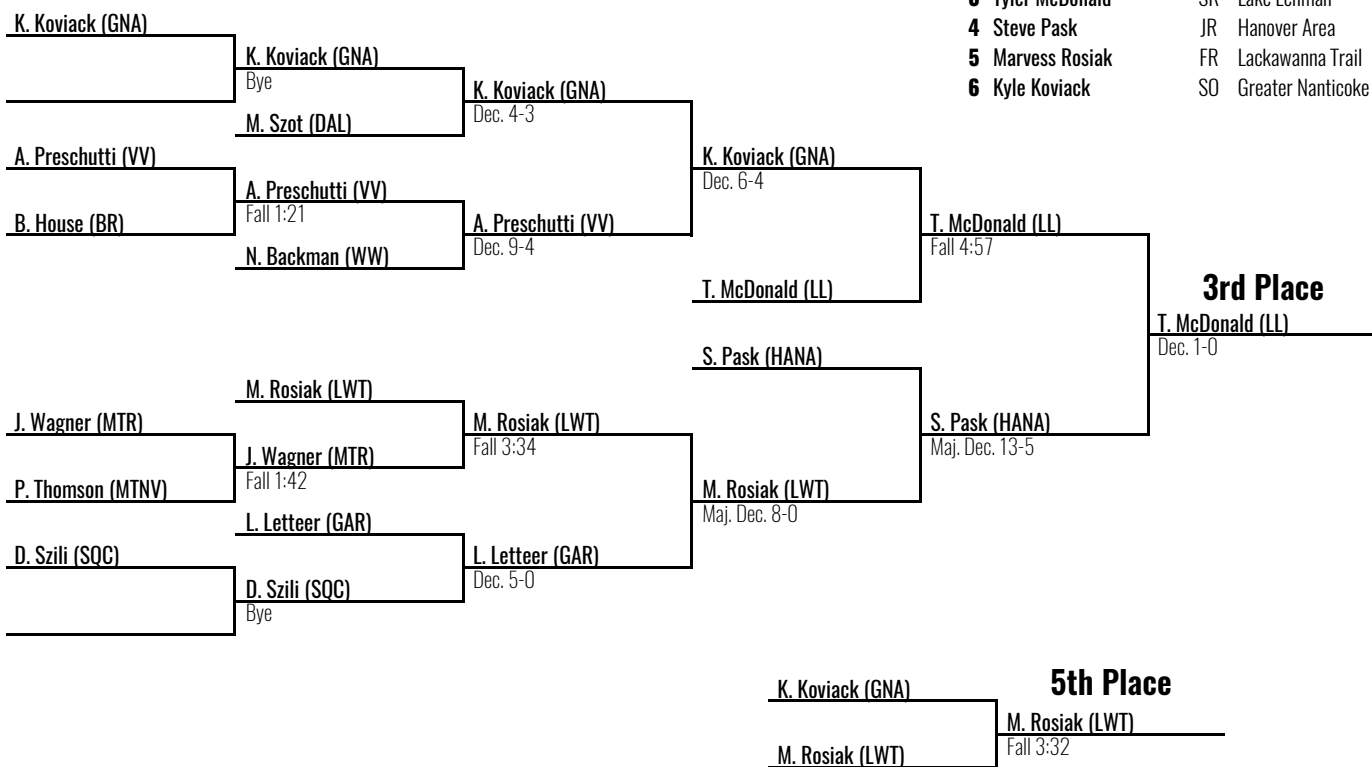 3 Tyler McDonald SR Lake Lehman
4 Steve Pask JR Hanover Area
5 Marvess Rosiak FR Lackawanna Trail
6 Kyle Koviack SO Greater Nanticoke
K. Koviack (GNA)
K. Koviack (GNA)
Bye
M. Szot (DAL)
K. Koviack (GNA)
Dec. 4-3
A. Preschutti (VV)
B. House (BR)
A. Preschutti (VV)
Fall 1:21
N. Backman (WW)
A. Preschutti (VV)
Dec. 9-4
K. Koviack (GNA)
Dec. 6-4
T. McDonald (LL)
T. McDonald (LL)
Fall 4:57
3rd Place
T. McDonald (LL)
Dec. 1-0
S. Pask (HANA)
S. Pask (HANA)
Maj. Dec. 13-5
M. Rosiak (LWT)
J. Wagner (MTR)
P. Thomson (MTNV)
J. Wagner (MTR)
Fall 1:42
M. Rosiak (LWT)
Fall 3:34
M. Rosiak (LWT)
Maj. Dec. 8-0
L. Letteer (GAR)
D. Szili (SQC)
D. Szili (SQC)
Bye
L. Letteer (GAR)
Dec. 5-0
5th Place
K. Koviack (GNA)
M. Rosiak (LWT)
M. Rosiak (LWT)
Fall 3:32